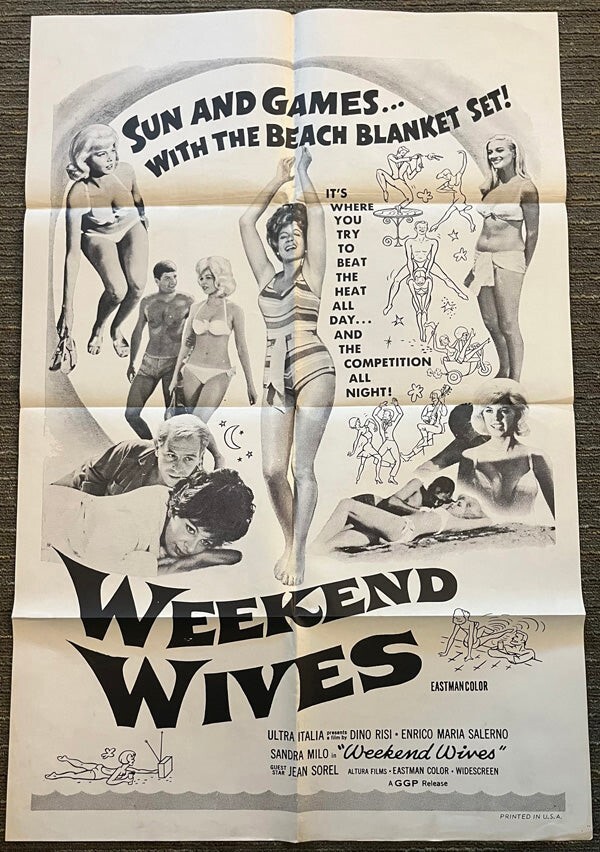 SUN AND GAMES...
WITH THE BEACH BLANKET SET!
IT'S
WHERE
YOU
TRY
TO
BEAT
THE
HEAT
ALL
DAY...
AND
THE
COMPETITION
ALL
NIGHT!
WEEKEND
WIVES
EASTMANCOLOR
ULTRA ITALIA presents a film by DINO RISI • ENRICO MARIA SALERNO
SANDRA MILO in "Weekend Wives"
GUEST STAR JEAN SOREL ALTURA FILMS • EASTMAN COLOR • WIDESCREEN
A GGP Release
PRINTED IN U.S.A.